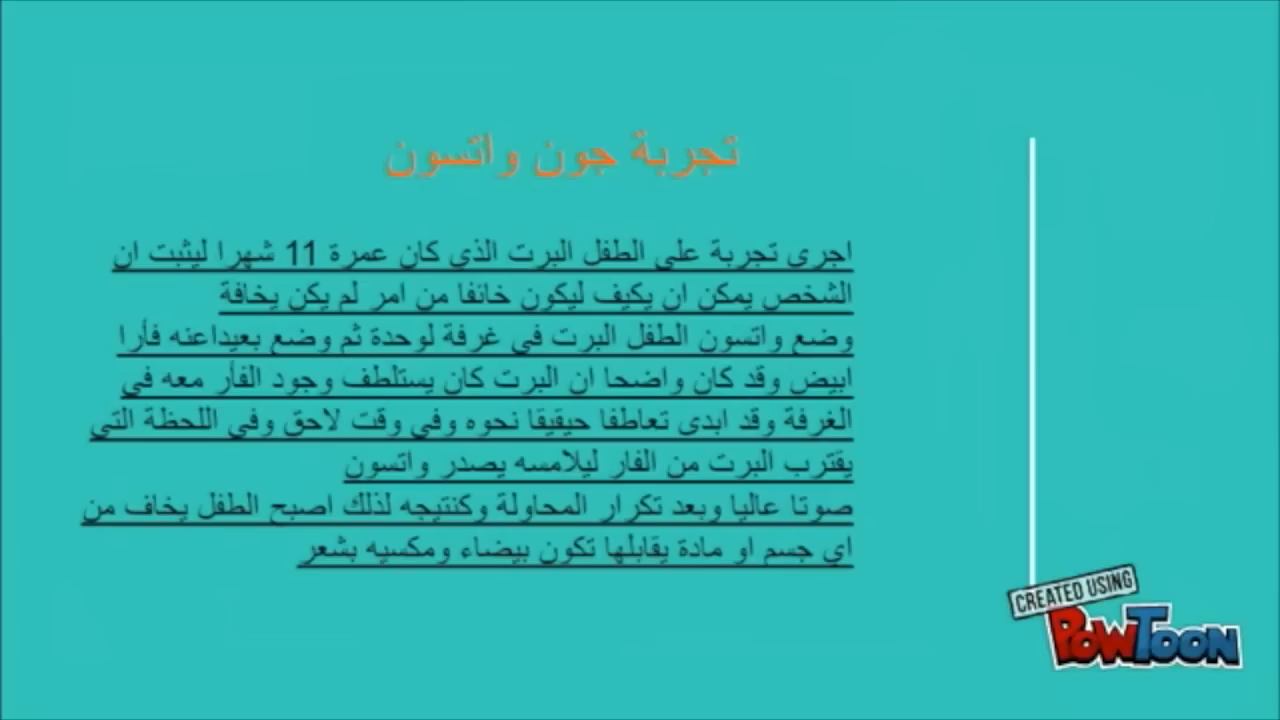 تجربة جون واتسون
اجرى تجربة على الطفل البرت الذي كان عمرة 11 شهرا ليثبت ان
الشخص يمكن ان يكيف ليكون خائفا من امر لم يكن يخافة
وضع واتسون الطفل البرت في غرفة لوحدة ثم وضع بعيداعنه فأرا
ابيض وقد كان واضحا ان البرت كان يستلطف وجود الفأر معه في
الغرفة وقد ابدى تعاطفا حيقيقا نحوه وفي وقت لاحق وفي اللحظة التي
يقترب البرت من الفار ليلامسه يصدر واتسون
صوتا عاليا وبعد تكرار المحاولة وكنتيجه لذلك اصبح الطفل يخاف من
اي جسم او مادة يقابلها تكون بيضاء ومكسيه بشعر
CREATED USING
POWTOON